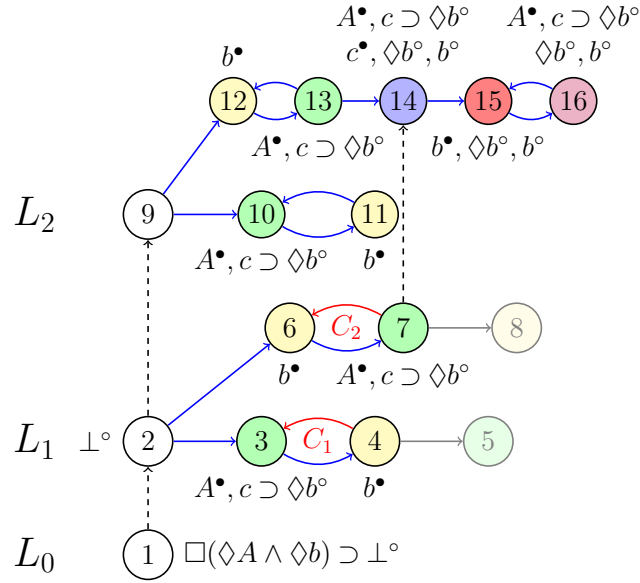 A•, c ⊃ ◊b° A•, c ⊃ ◊b°
b• c•, ◊b°, b° ◊b°, b°
12 13 14 15 16
A•, c ⊃ ◊b° b•, ◊b°, b°
L₂ 9 10 11
A•, c ⊃ ◊b° b•
6 C₂ 7 8
b• A•, c ⊃ ◊b°
L₁ ⊥° 2 3 C₁ 4 5
A•, c ⊃ ◊b° b•
L₀ 1 □(◊A ∧ ◊b) ⊃ ⊥°